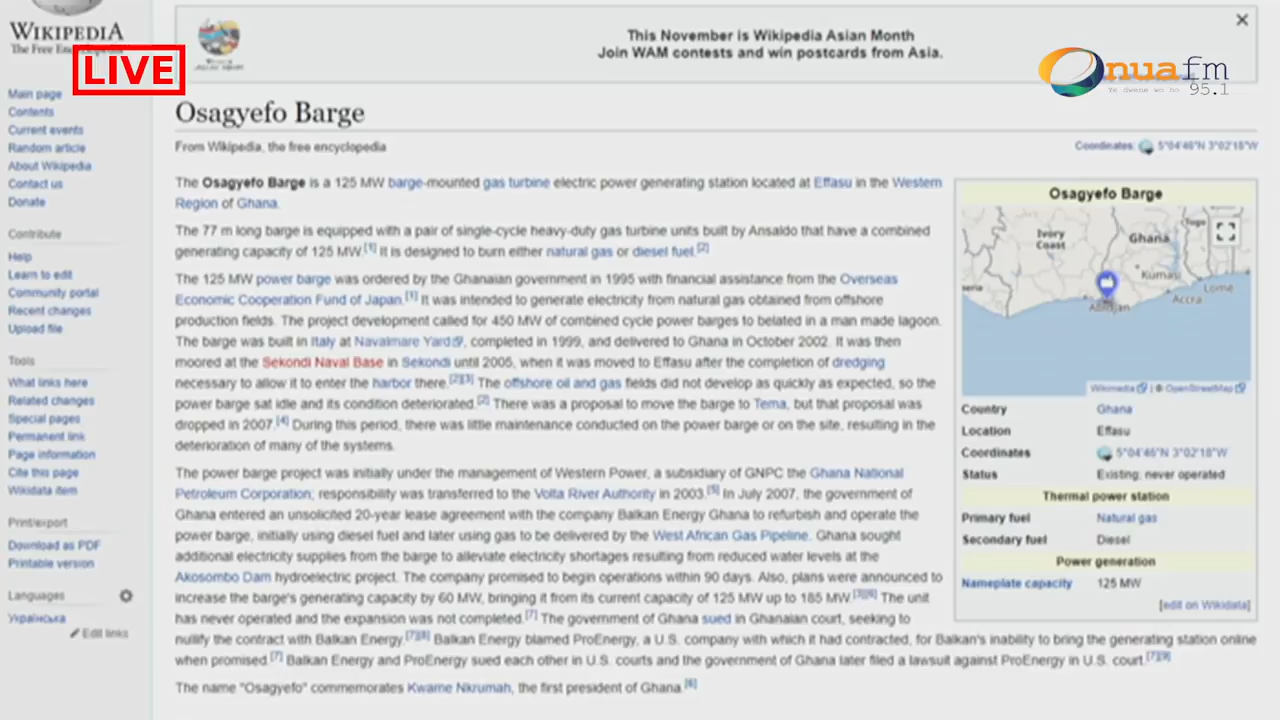 WIKIPEDIA
The Free Encyclopedia
LIVE
This November is Wikipedia Asian Month
Join WAM contests and win postcards from Asia.
Onua fm
Ye dwene wo ho 95.1
Main page
Contents
Current events
Random article
About Wikipedia
Contact us
Donate
Contribute
Help
Learn to edit
Community portal
Recent changes
Upload file
Tools
What links here
Related changes
Special pages
Permanent link
Page information
Cite this page
Wikidata item
Print/export
Download as PDF
Printable version
Languages
Українська
Edit links
Osagyefo Barge
From Wikipedia, the free encyclopedia
Coordinates: 5°04′46″N 3°02′18″W
The Osagyefo Barge is a 125 MW barge-mounted gas turbine electric power generating station located at Effasu in the Western
Region of Ghana.
The 77 m long barge is equipped with a pair of single-cycle heavy-duty gas turbine units built by Ansaldo that have a combined
generating capacity of 125 MW.[1] It is designed to burn either natural gas or diesel fuel.[2]
The 125 MW power barge was ordered by the Ghanaian government in 1995 with financial assistance from the Overseas
Economic Cooperation Fund of Japan.[1] It was intended to generate electricity from natural gas obtained from offshore
production fields. The project development called for 450 MW of combined cycle power barges to belated in a man made lagoon.
The barge was built in Italy at Navalmare Yard, completed in 1999, and delivered to Ghana in October 2002. It was then
moored at the Sekondi Naval Base in Sekondi until 2005, when it was moved to Effasu after the completion of dredging
necessary to allow it to enter the harbor there.[2][3] The offshore oil and gas fields did not develop as quickly as expected, so the
power barge sat idle and its condition deteriorated.[2] There was a proposal to move the barge to Tema, but that proposal was
dropped in 2007.[4] During this period, there was little maintenance conducted on the power barge or on the site, resulting in the
deterioration of many of the systems.
The power barge project was initially under the management of Western Power, a subsidiary of GNPC the Ghana National
Petroleum Corporation; responsibility was transferred to the Volta River Authority in 2003.[5] In July 2007, the government of
Ghana entered an unsolicited 20-year lease agreement with the company Balkan Energy Ghana to refurbish and operate the
power barge, initially using diesel fuel and later using gas to be delivered by the West African Gas Pipeline. Ghana sought
additional electricity supplies from the barge to alleviate electricity shortages resulting from reduced water levels at the
Akosombo Dam hydroelectric project. The company promised to begin operations within 90 days. Also, plans were announced to
increase the barge's generating capacity by 60 MW, bringing it from its current capacity of 125 MW up to 185 MW.[3][6] The unit
has never operated and the expansion was not completed.[7] The government of Ghana sued in Ghanaian court, seeking to
nullify the contract with Balkan Energy.[7][8] Balkan Energy blamed ProEnergy, a U.S. company with which it had contracted, for Balkan's inability to bring the generating station online
when promised.[7] Balkan Energy and ProEnergy sued each other in U.S. courts and the government of Ghana later filed a lawsuit against ProEnergy in U.S. court.[7][9]
The name "Osagyefo" commemorates Kwame Nkrumah, the first president of Ghana.[6]
Osagyefo Barge
Ivory
Coast
Ghana
Togo
Kumasi
Lome
Accra
Abidjan
Wikimedia | © OpenStreetMap
Country Ghana
Location Effasu
Coordinates 5°04′46″N 3°02′18″W
Status Existing; never operated
Thermal power station
Primary fuel Natural gas
Secondary fuel Diesel
Power generation
Nameplate capacity 125 MW
[edit on Wikidata]